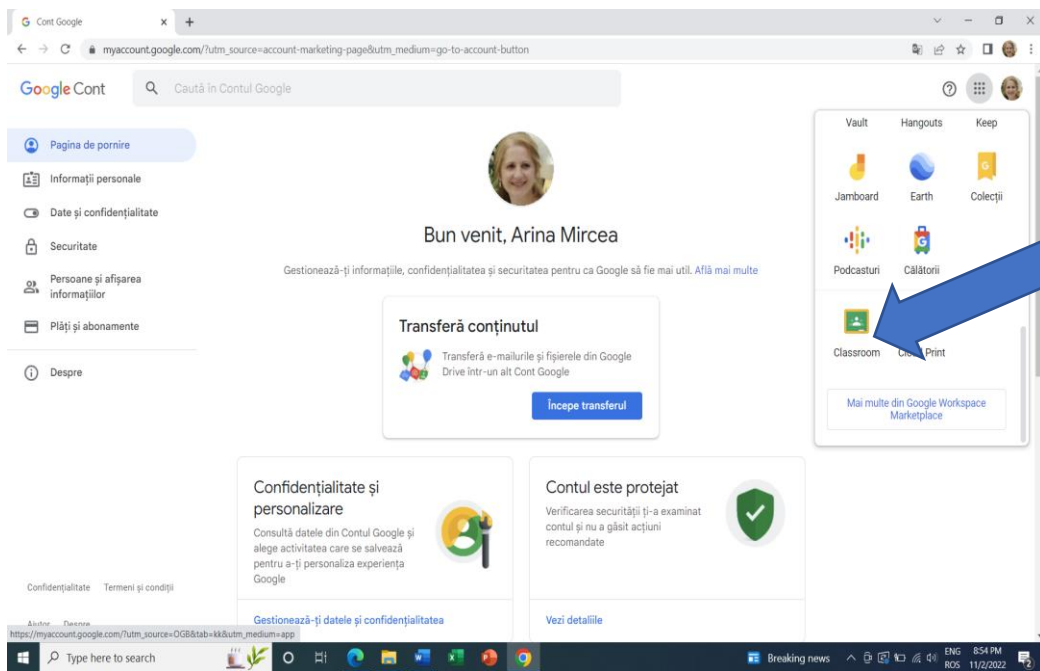 Cont Google
myaccount.google.com/?utm_source=account-marketing-page&utm_medium=go-to-account-button
Google Cont
Caută în Contul Google
Pagina de pornire
Informații personale
Date și confidențialitate
Securitate
Persoane și afișarea
informațiilor
Plăți și abonamente
Despre
Bun venit, Arina Mircea
Gestionează-ți informațiile, confidențialitatea și securitatea pentru ca Google să fie mai util. Află mai multe
Transferă conținutul
Transferă e-mailurile și fișierele din Google
Drive într-un alt Cont Google
Începe transferul
Vault Hangouts Keep
Jamboard Earth Colecții
Podcasturi Călătorii
Classroom Print
Mai multe din Google Workspace
Marketplace
Confidențialitate și
personalizare
Consultă datele din Contul Google și
alege activitatea care se salvează
pentru a-ți personaliza experiența
Google
Gestionează-ți datele și confidențialitatea
Contul este protejat
Verificarea securității ți-a examinat
contul și nu a găsit acțiuni
recomandate
Vezi detaliile
Confidențialitate Termeni și condiții
https://myaccount.google.com/?utm_source=OGB&tab=kk&utm_medium=app
Type here to search
Breaking news
ENG
ROS
8:54 PM
11/2/2022